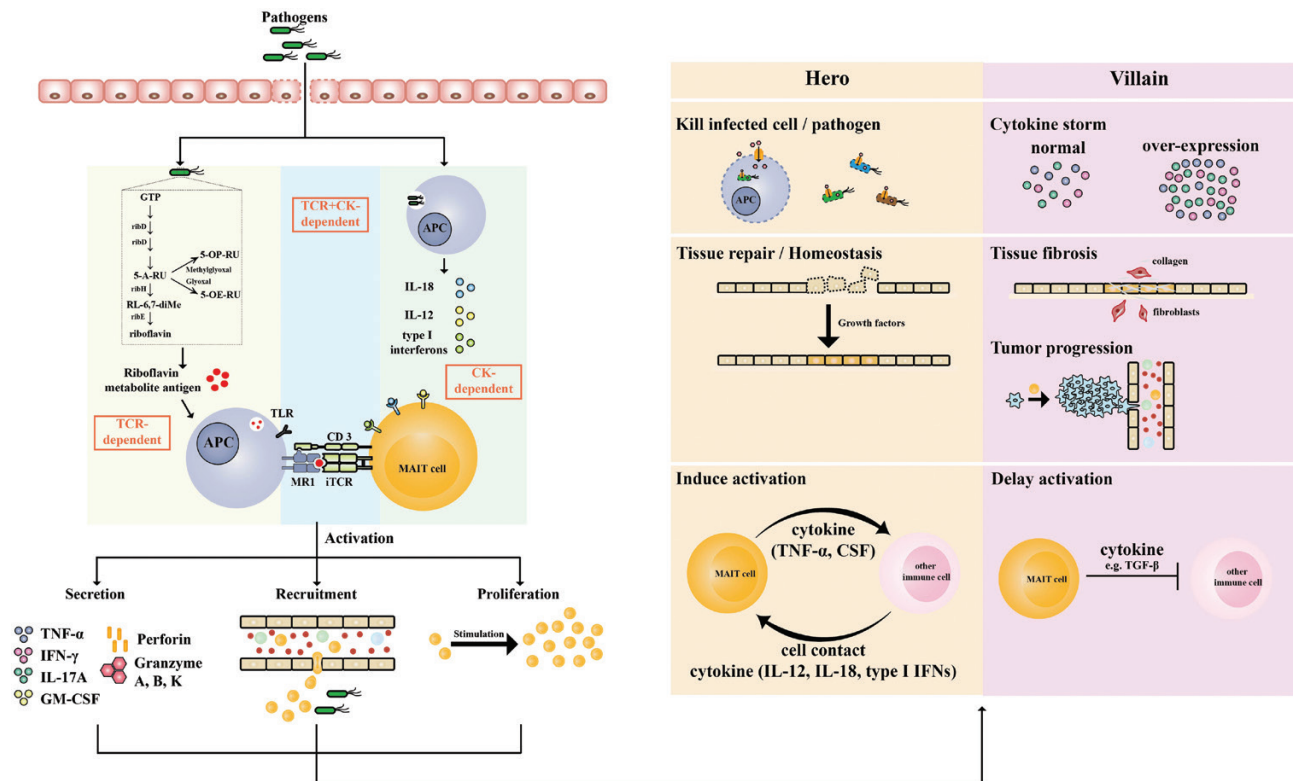 Pathogens
GTP
ribD
ribD
5-A-RU
5-OP-RU
Methylglyoxal
Glyoxal
5-OE-RU
ribH
RL-6,7-diMe
ribE
riboflavin
Riboflavin
metabolite antigen
TCR-
dependent
TCR+CK-
dependent
APC
IL-18
IL-12
type I
interferons
CK-
dependent
APC
TLR
CD 3
MR1
iTCR
MAIT cell
Activation
Secretion
TNF-α
IFN-γ
IL-17A
GM-CSF
Perforin
Granzyme
A, B, K
Recruitment
Proliferation
Stimulation
Hero
Villain
Kill infected cell / pathogen
APC
Cytokine storm
normal
over-expression
Tissue repair / Homeostasis
Growth factors
Tissue fibrosis
collagen
fibroblasts
Tumor progression
Induce activation
MAIT cell
cytokine
(TNF-α, CSF)
other
immune cell
cell contact
cytokine (IL-12, IL-18, type I IFNs)
Delay activation
MAIT cell
cytokine
e.g. TGF-β
other
immune cell